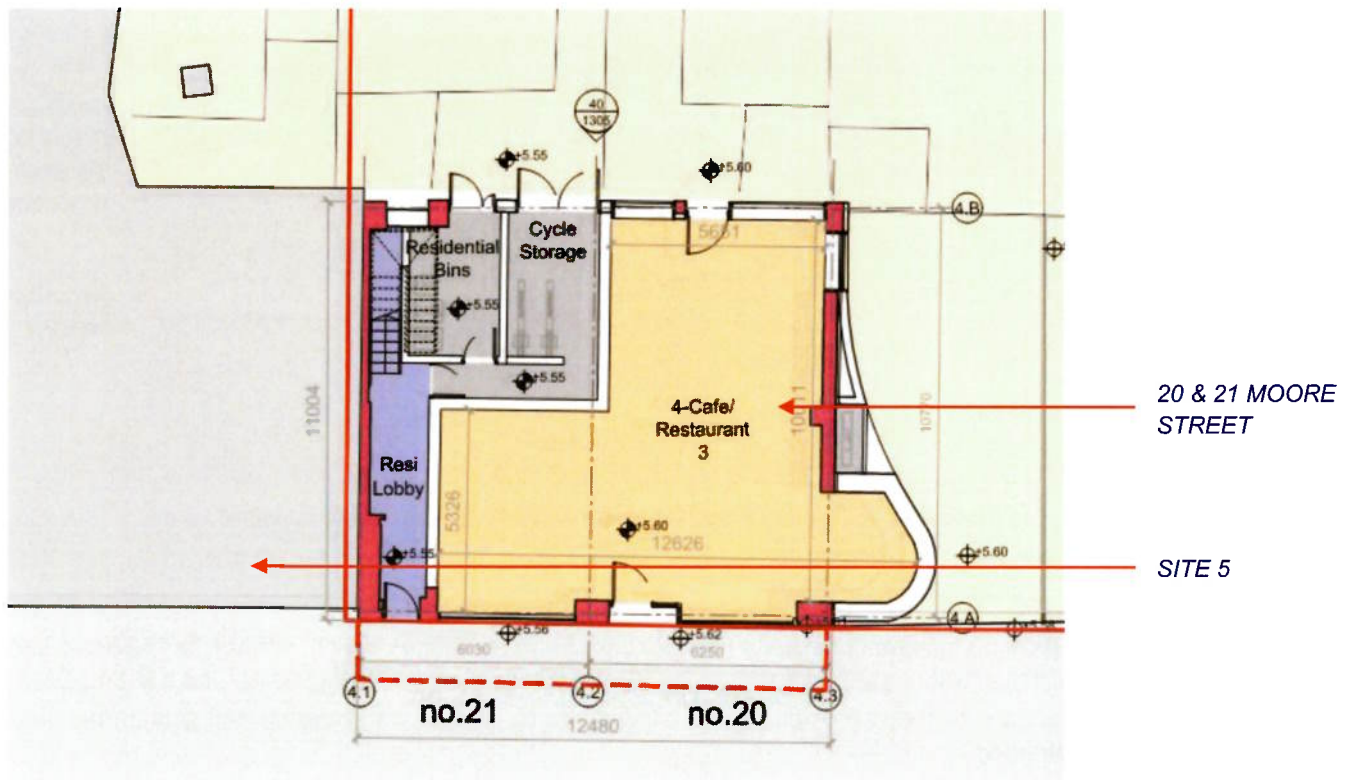 40
1305
+5.55
+5.60
4.B
5651
Cycle
Storage
Residential
Bins
+5.55
+5.55
11004
4-Cafe/
Restaurant
3
10011
10770
20 & 21 MOORE
STREET
Resi
Lobby
5326
+5.60
12626
+5.55
+5.60
SITE 5
4.A
+5.56
+5.62
6030
6250
4.1
4.2
4.3
no.21
no.20
12480